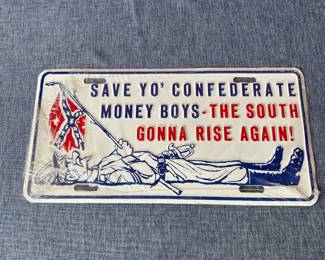 SAVE YO' CONFEDERATE
MONEY BOYS-THE SOUTH
GONNA RISE AGAIN!